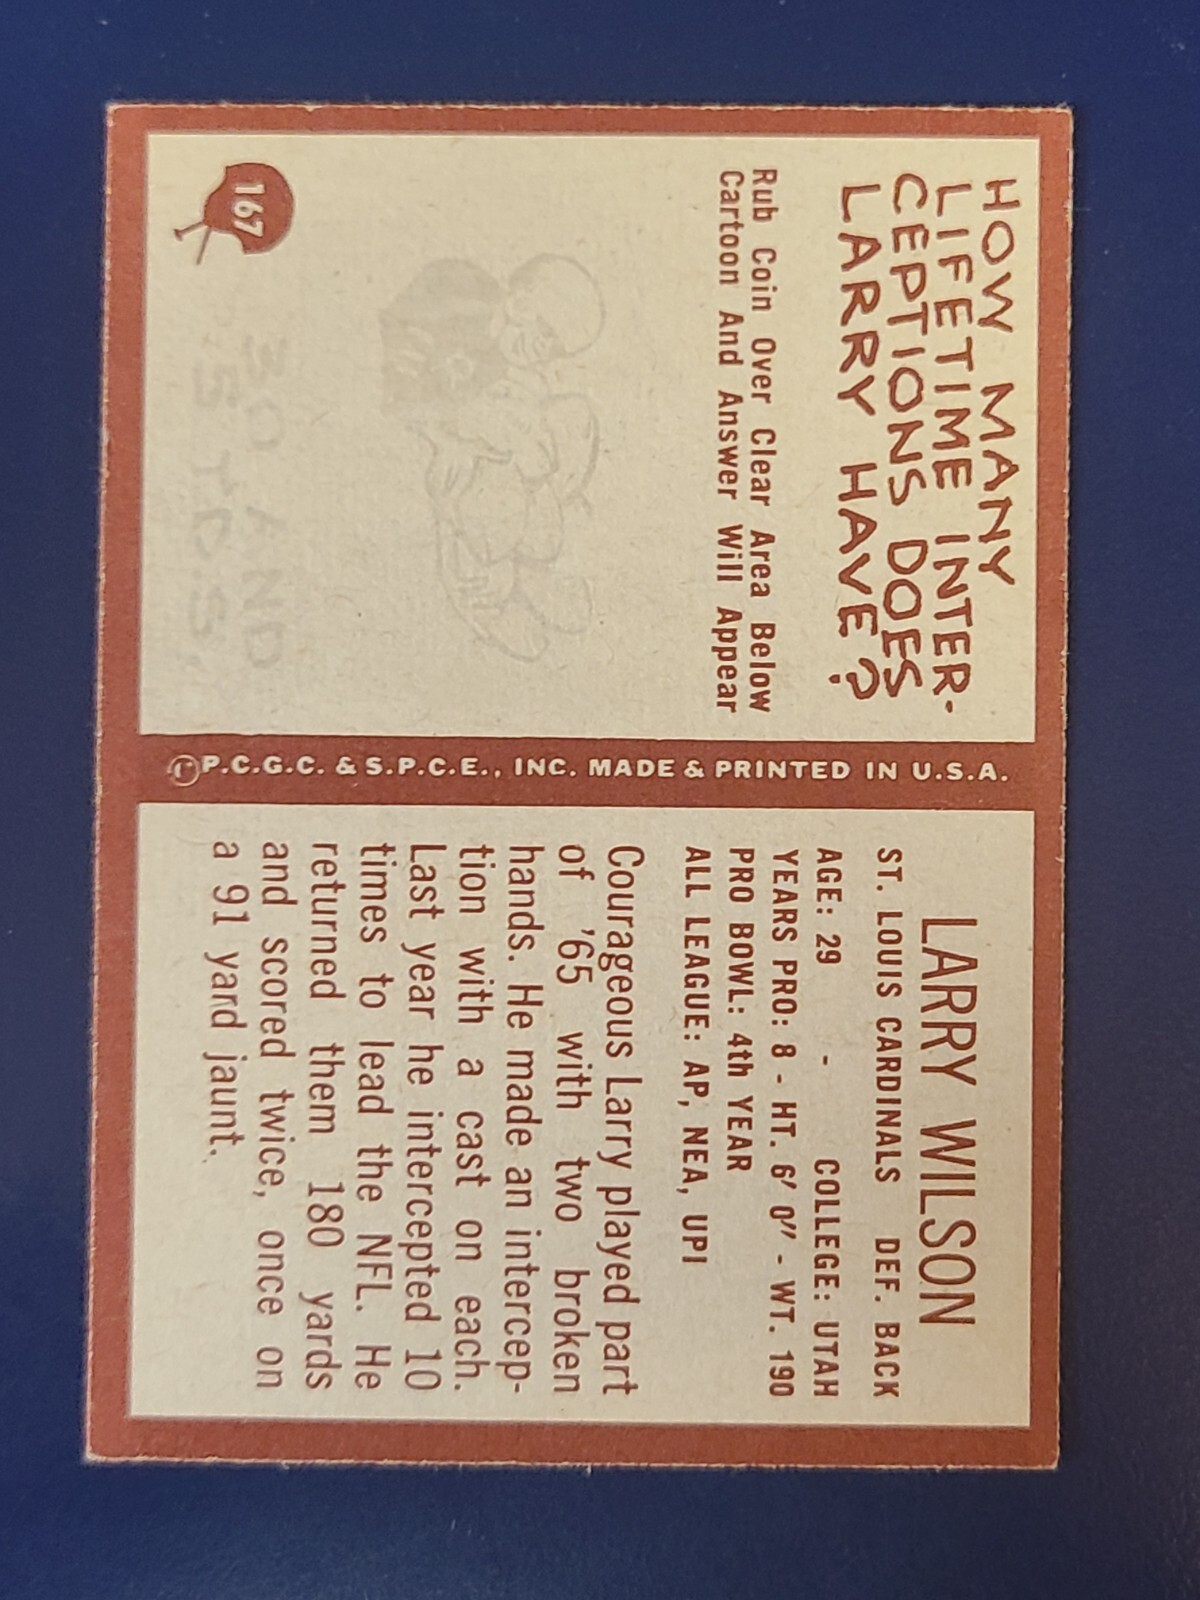 HOW MANY
LIFETIME INTER-
CEPTIONS DOES
LARRY HAVE?
Rub Coin Over Clear Area Below
Cartoon And Answer Will Appear
30 AND
5 T.D.S.
167
© P.C.G.C. & S.P.C.E., INC. MADE & PRINTED IN U.S.A.
LARRY WILSON
ST. LOUIS CARDINALS DEF. BACK
AGE: 29 - COLLEGE: UTAH
YEARS PRO: 8 - HT. 6' 0" - WT. 190
PRO BOWL: 4th YEAR
ALL LEAGUE: AP, NEA, UPI
Courageous Larry played part
of '65 with two broken
hands. He made an intercep-
tion with a cast on each.
Last year he intercepted 10
times to lead the NFL. He
returned them 180 yards
and scored twice, once on
a 91 yard jaunt.